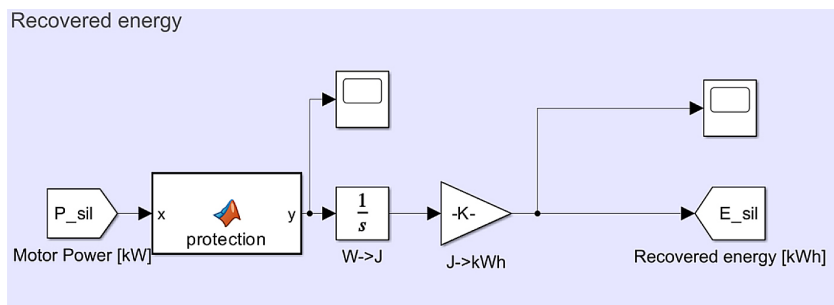 Recovered energy
P_sil
x
y
protection
1
s
-K-
E_sil
Motor Power [kW]
W->J
J->kWh
Recovered energy [kWh]